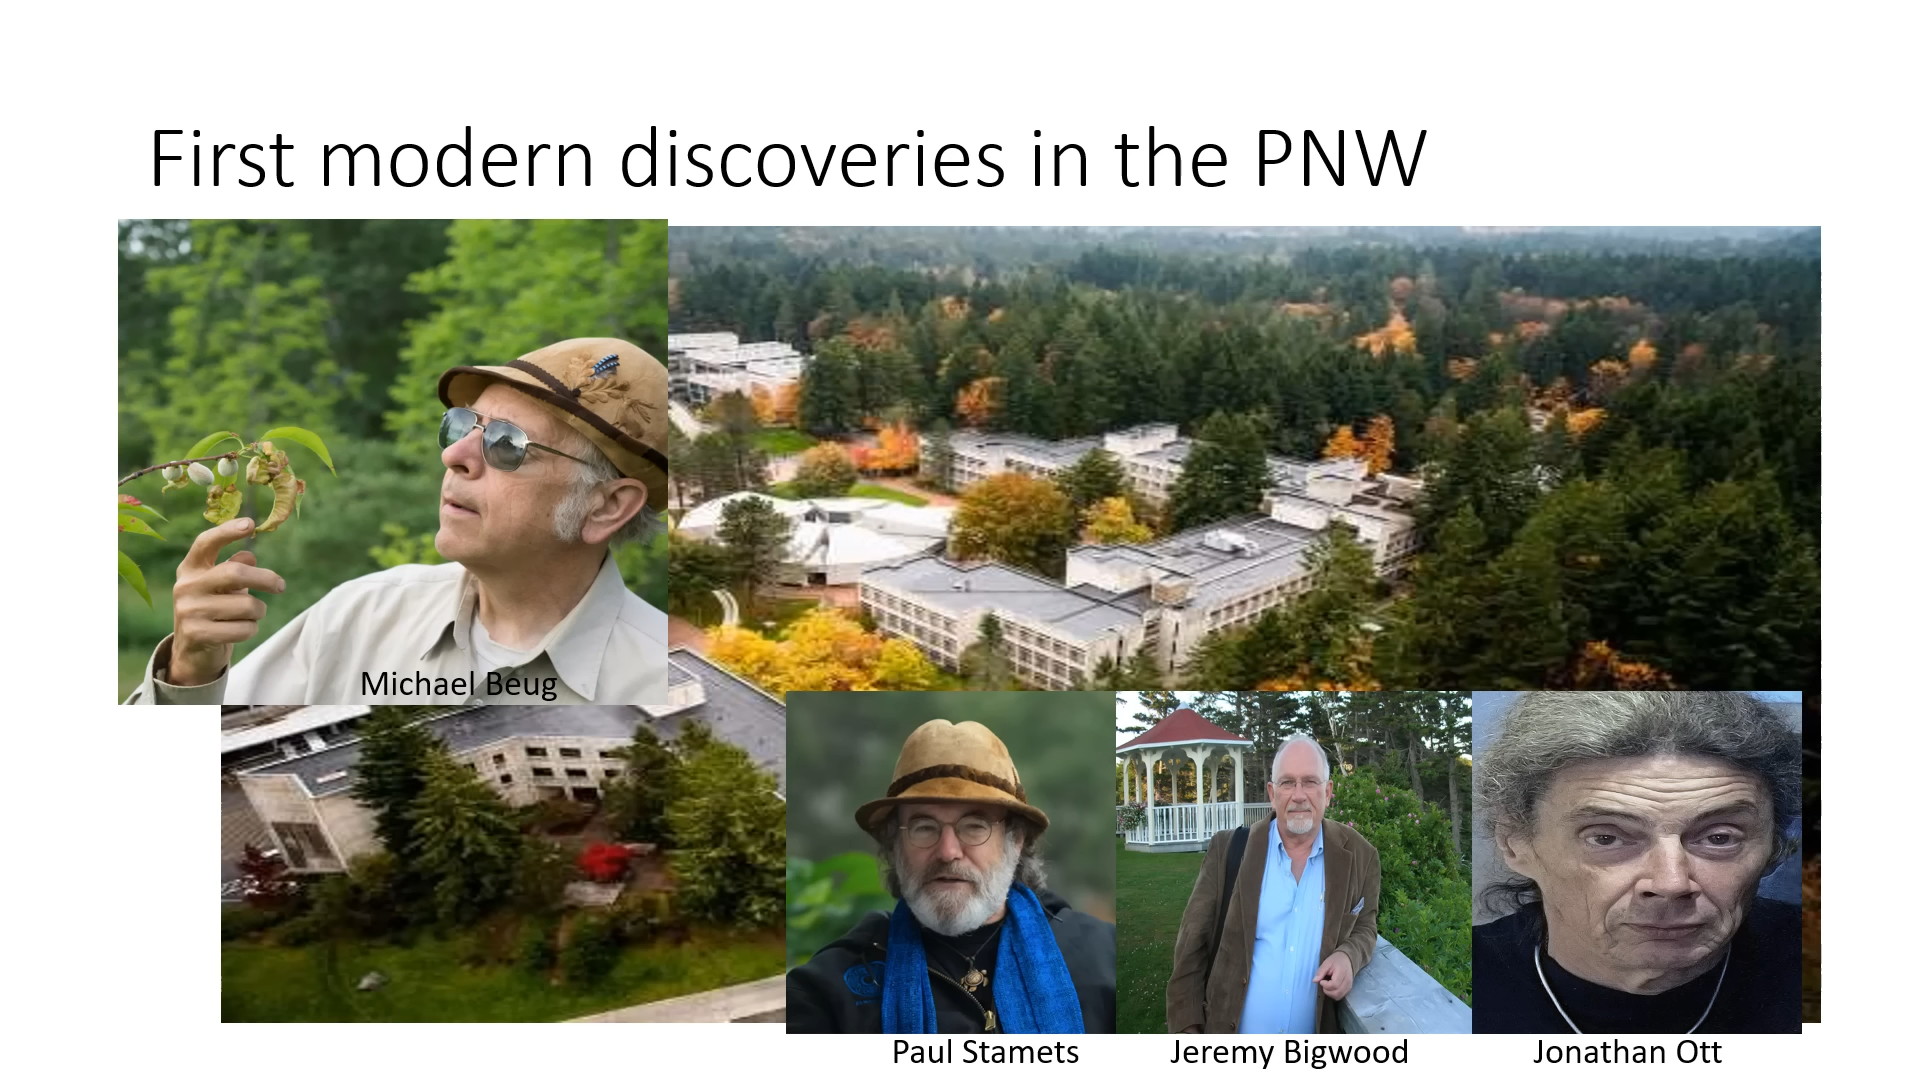 First modern discoveries in the PNW
Michael Beug
Paul Stamets
Jeremy Bigwood
Jonathan Ott